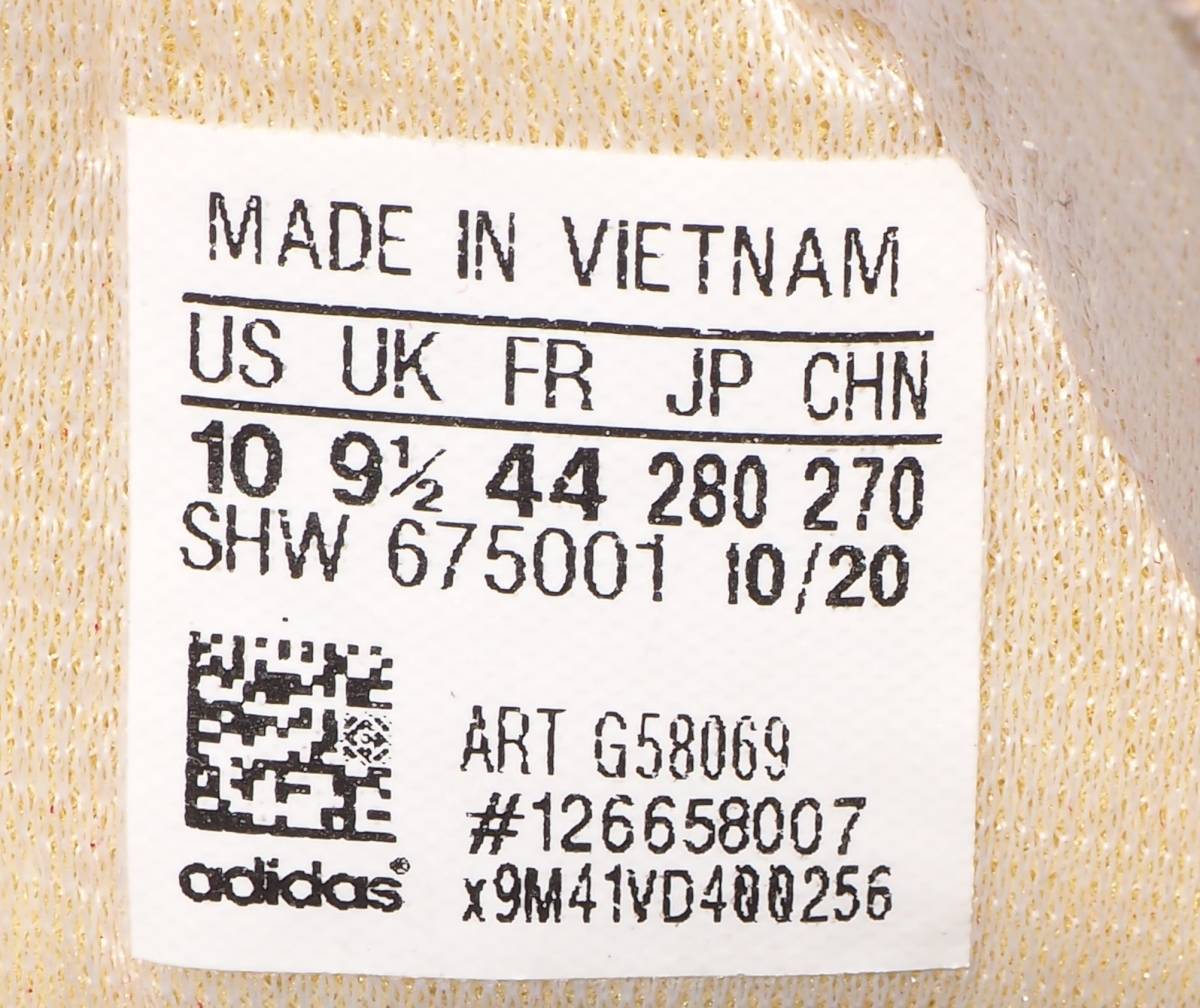 MADE IN VIETNAM
US UK FR JP CHN
10 9½ 44 280 270
SHW 675001 10/20
ART G58069
#126658007
adidas®
x9M41VD400256